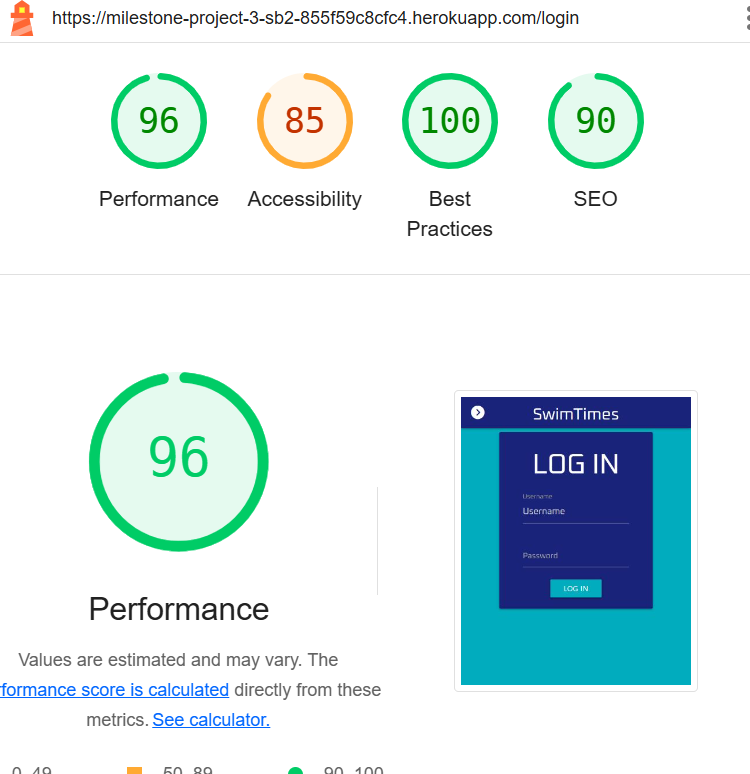 https://milestone-project-3-sb2-855f59c8cfc4.herokuapp.com/login
96 85 100 90
Performance Accessibility Best SEO
Practices
96
Performance
Values are estimated and may vary. The
rformance score is calculated directly from these
metrics. See calculator.
0–49 50–89 90–100
SwimTimes
LOG IN
Username
Username
Password
LOG IN